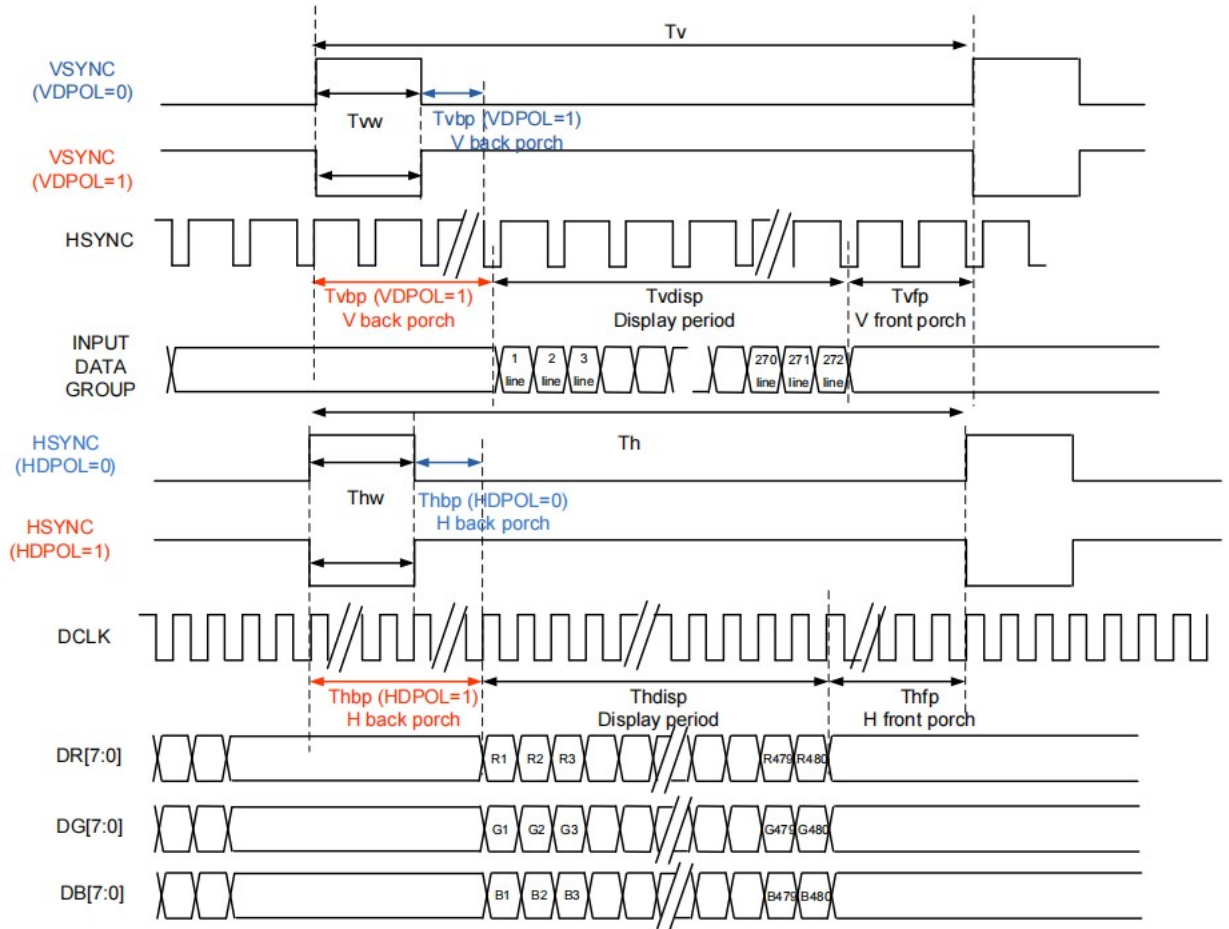 Tv
VSYNC
(VDPOL=0)
Tvw
Tvbp (VDPOL=1)
V back porch
VSYNC
(VDPOL=1)
HSYNC
Tvbp (VDPOL=1)
V back porch
Tvdisp
Display period
Tvfp
V front porch
INPUT
DATA
GROUP
1
line
2
line
3
line
270
line
271
line
272
line
Th
HSYNC
(HDPOL=0)
Thw
Thbp (HDPOL=0)
H back porch
HSYNC
(HDPOL=1)
DCLK
Thbp (HDPOL=1)
H back porch
Thdisp
Display period
Thfp
H front porch
DR[7:0]
R1
R2
R3
R479
R480
DG[7:0]
G1
G2
G3
G479
G480
DB[7:0]
B1
B2
B3
B479
B480